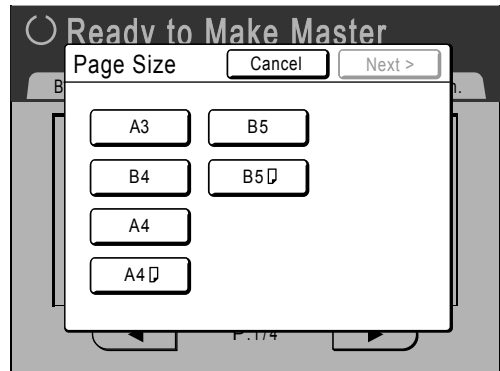 Ready to Make Master
Page Size Cancel Next >
A3 B5
B4 B5
A4
A4
P.1/4